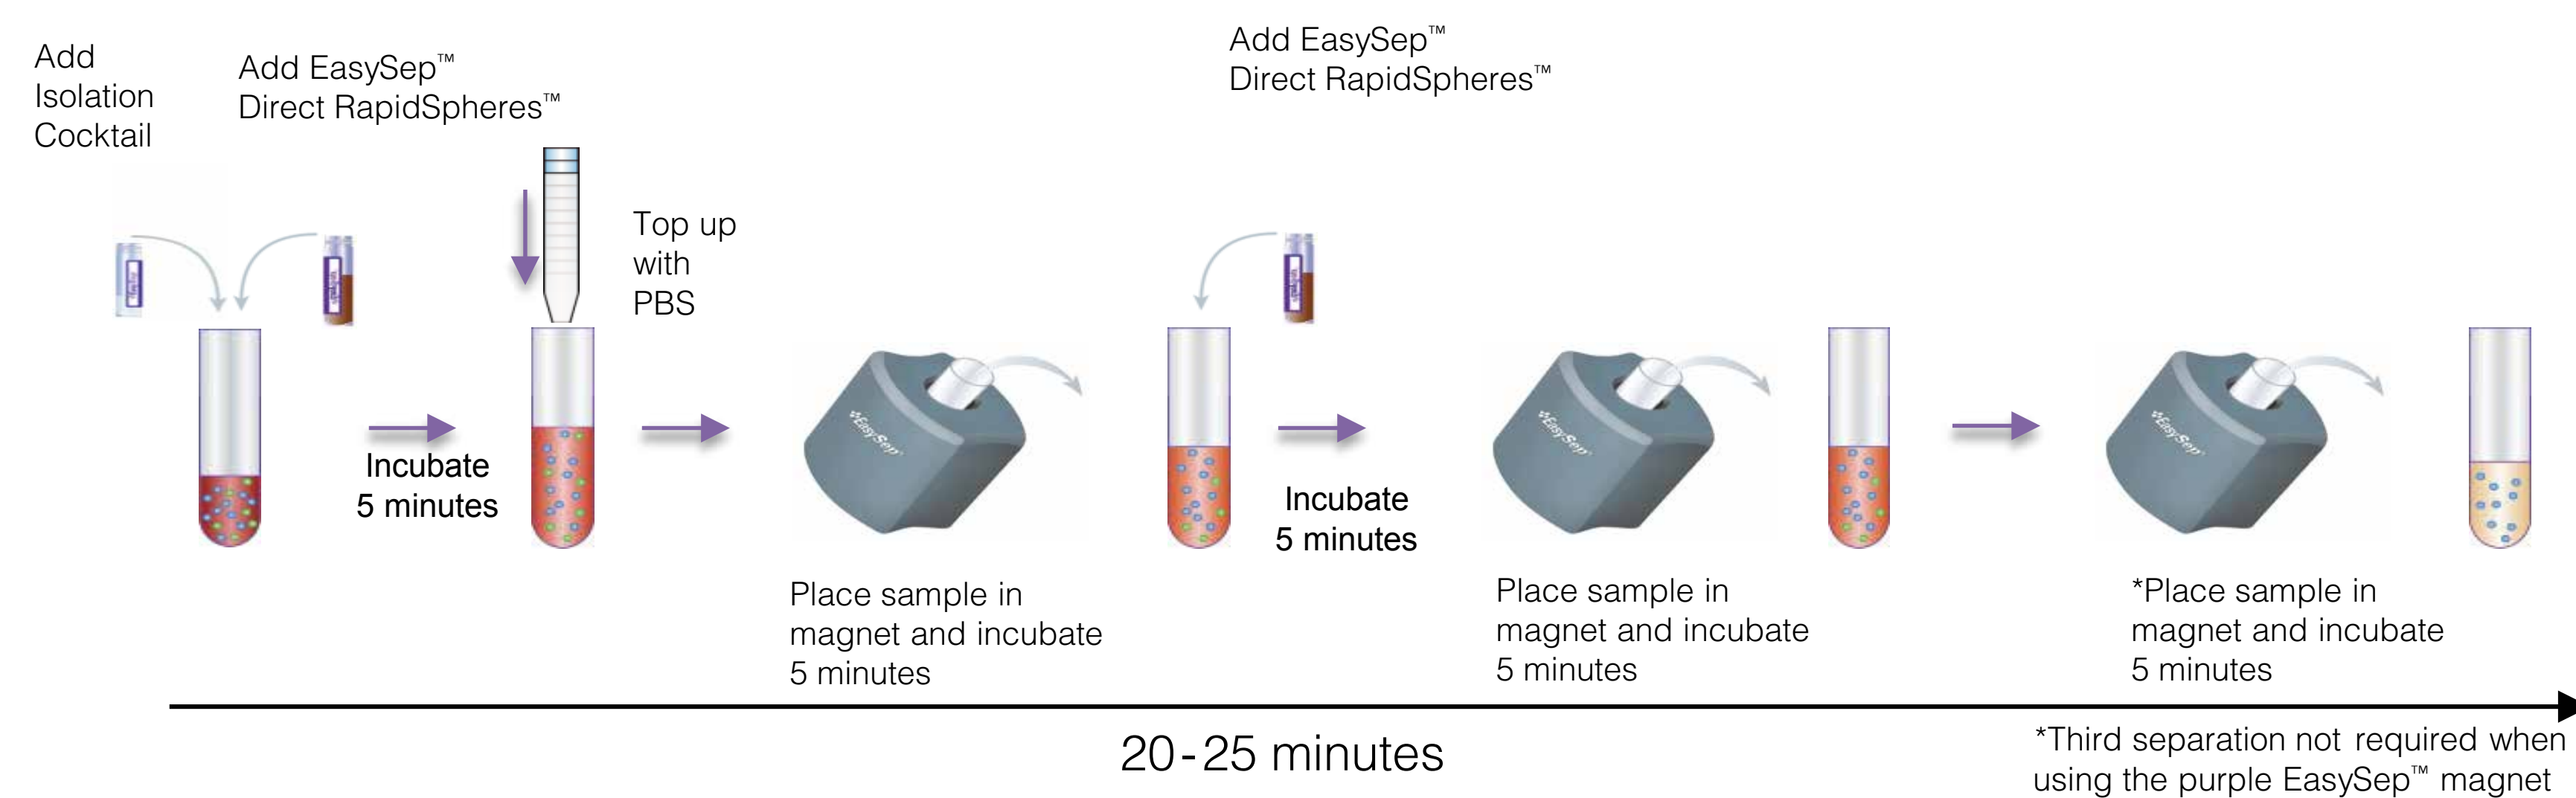 Add
Isolation
Cocktail
Add EasySep™
Direct RapidSpheres™
Top up
with
PBS
Incubate
5 minutes
EasySep
Place sample in
magnet and incubate
5 minutes
Add EasySep™
Direct RapidSpheres™
Incubate
5 minutes
EasySep
Place sample in
magnet and incubate
5 minutes
EasySep
*Place sample in
magnet and incubate
5 minutes
20-25 minutes
*Third separation not required when
using the purple EasySep™ magnet